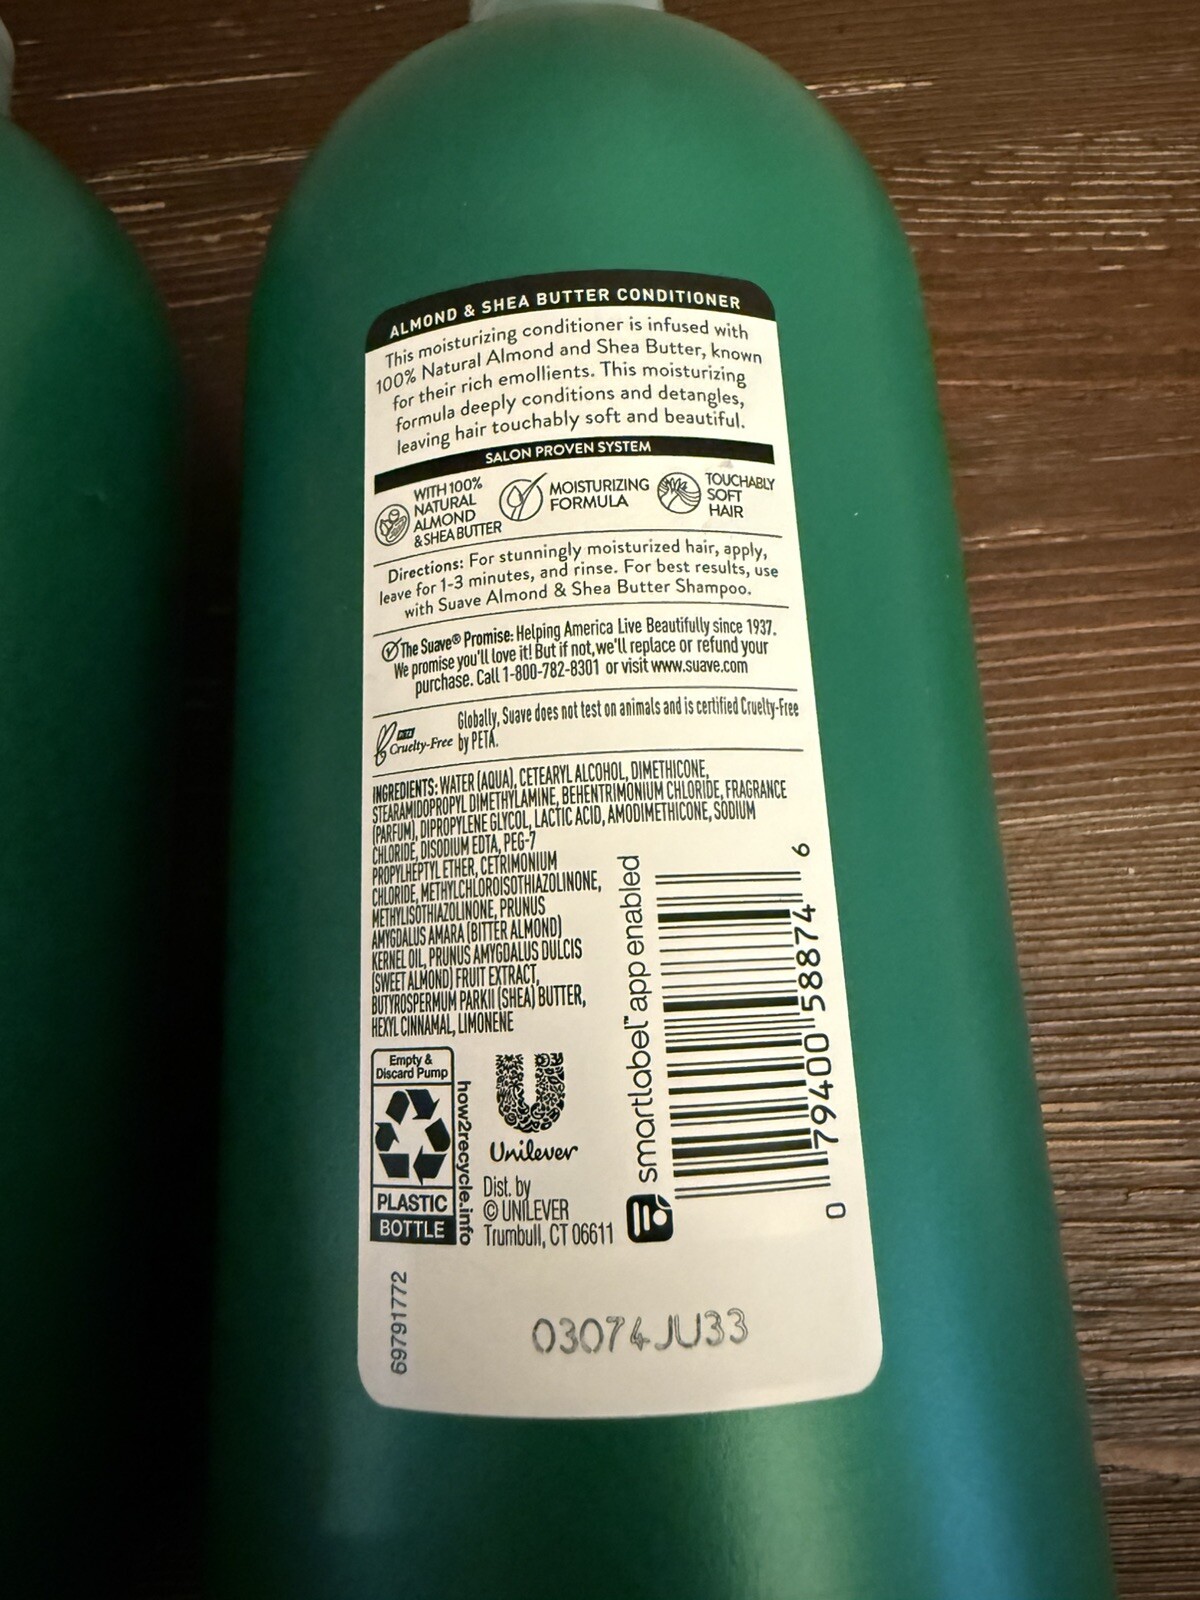 ALMOND & SHEA BUTTER CONDITIONER
This moisturizing conditioner is infused with
100% Natural Almond and Shea Butter, known
for their rich emollients. This moisturizing
formula deeply conditions and detangles,
leaving hair touchably soft and beautiful.
SALON PROVEN SYSTEM
WITH 100%
NATURAL
ALMOND
& SHEA BUTTER
MOISTURIZING
FORMULA
TOUCHABLY
SOFT
HAIR
Directions: For stunningly moisturized hair, apply,
leave for 1-3 minutes, and rinse. For best results, use
with Suave Almond & Shea Butter Shampoo.
The Suave® Promise: Helping America Live Beautifully since 1937.
We promise you'll love it! But if not, we'll replace or refund your
purchase. Call 1-800-782-8301 or visit www.suave.com
PETA
Cruelty-Free
Globally, Suave does not test on animals and is certified Cruelty-Free
by PETA.
INGREDIENTS: WATER (AQUA), CETEARYL ALCOHOL, DIMETHICONE,
STEARAMIDOPROPYL DIMETHYLAMINE, BEHENTRIMONIUM CHLORIDE, FRAGRANCE
(PARFUM), DIPROPYLENE GLYCOL, LACTIC ACID, AMODIMETHICONE, SODIUM
CHLORIDE, DISODIUM EDTA, PEG-7
PROPYLHEPTYL ETHER, CETRIMONIUM
CHLORIDE, METHYLCHLOROISOTHIAZOLINONE,
METHYLISOTHIAZOLINONE, PRUNUS
AMYGDALUS AMARA (BITTER ALMOND)
KERNEL OIL, PRUNUS AMYGDALUS DULCIS
(SWEET ALMOND) FRUIT EXTRACT,
BUTYROSPERMUM PARKII (SHEA) BUTTER,
HEXYL CINNAMAL, LIMONENE
Empty &
Discard Pump
PLASTIC
BOTTLE
how2recycle.info
U
Unilever
Dist. by
© UNILEVER
Trumbull, CT 06611
smartlabel™ app enabled
0 79400 58874 6
69791772
03074JU33